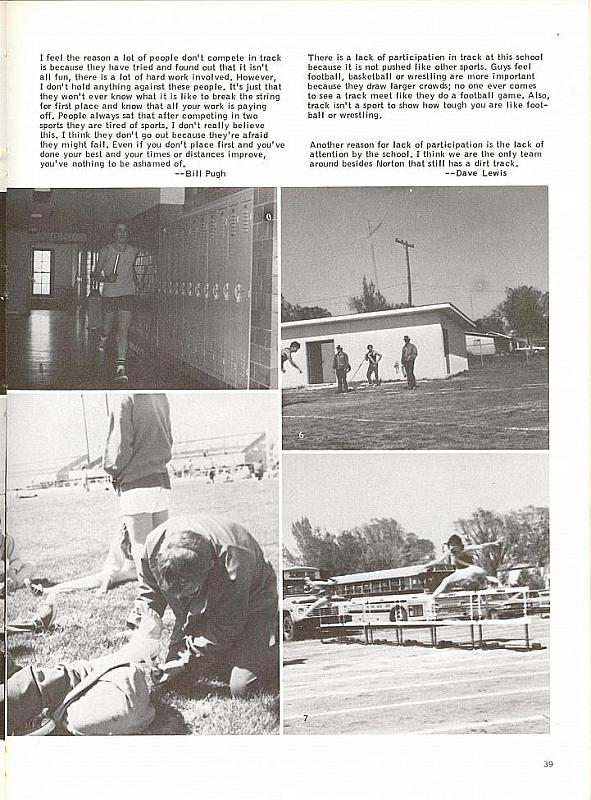 I feel the reason a lot of people don't compete in track
is because they have tried and found out that it isn't
all fun, there is a lot of hard work involved. However,
I don't hold anything against these people. It's just that
they won't ever know what it is like to break the string
for first place and know that all your work is paying
off. People always sat that after competing in two
sports they are tired of sports. I don't really believe
this. I think they don't go out because they're afraid
they might fail. Even if you don't place first and you've
done your best and your times or distances improve,
you've nothing to be ashamed of.
--Bill Pugh
There is a lack of participation in track at this school
because it is not pushed like other sports. Guys feel
football, basketball or wrestling are more important
because they draw larger crowds; no one ever comes
to see a track meet like they do a football game. Also,
track isn't a sport to show how tough you are like foot-
ball or wrestling.
Another reason for lack of participation is the lack of
attention by the school. I think we are the only team
around besides Norton that still has a dirt track.
--Dave Lewis
6
7
39